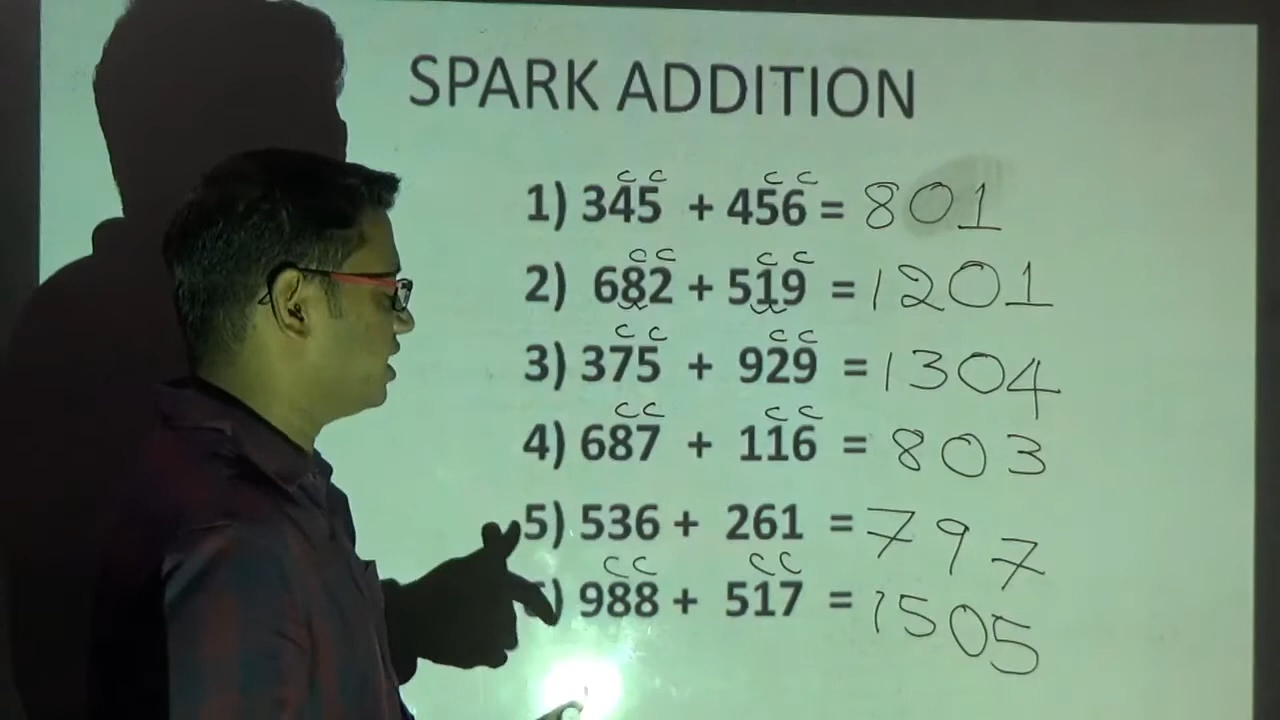 SPARK ADDITION
c c c c
1) 345 + 456 = 801
c c c c
2) 682 + 519 = 1201
c c c c
3) 375 + 929 = 1304
c c c c
4) 687 + 116 = 803
5) 536 + 261 = 797
c c c c
) 988 + 517 = 1505